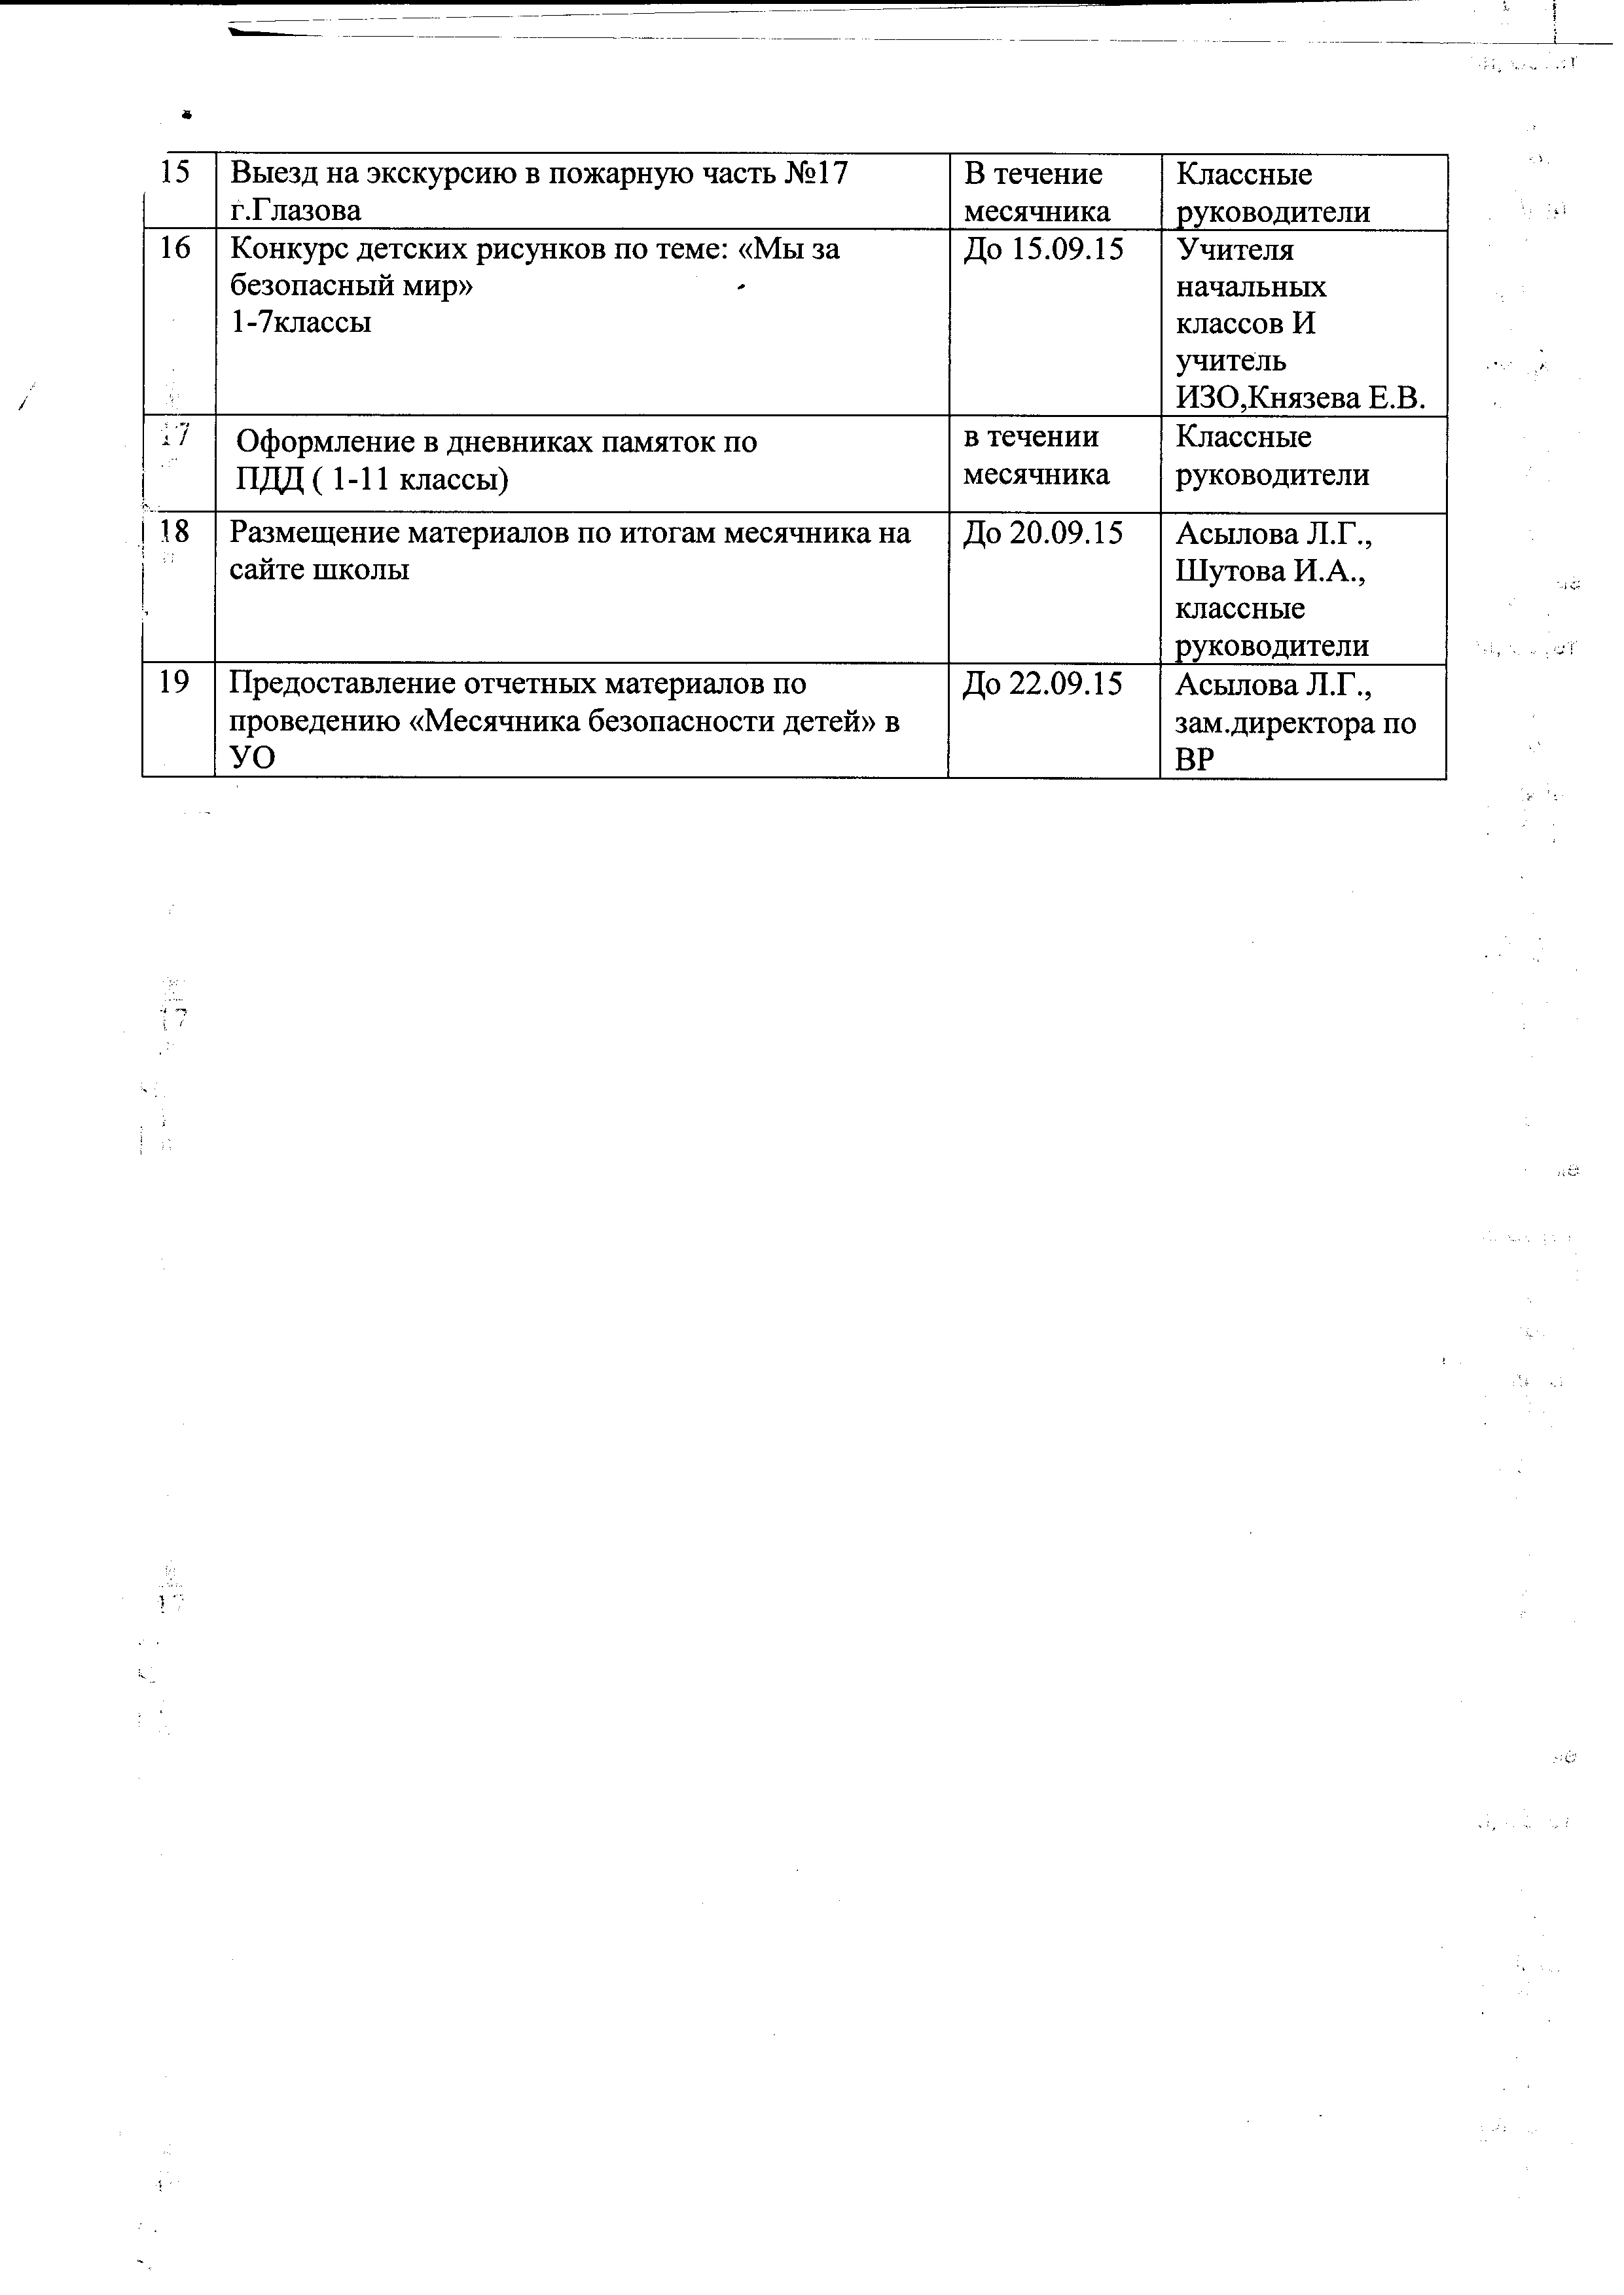 15 Выезд на экскурсию в пожарную часть №17 В течение Классные
г.Глазова месячника руководители
16 Конкурс детских рисунков по теме: «Мы за До 15.09.15 Учителя
безопасный мир» начальных
1-7классы классов И
учитель
ИЗО,Князева Е.В.
17 Оформление в дневниках памяток по в течении Классные
ПДД ( 1-11 классы) месячника руководители
18 Размещение материалов по итогам месячника на До 20.09.15 Асылова Л.Г.,
сайте школы Шутова И.А.,
классные
руководители
19 Предоставление отчетных материалов по До 22.09.15 Асылова Л.Г.,
проведению «Месячника безопасности детей» в зам.директора по
УО ВР